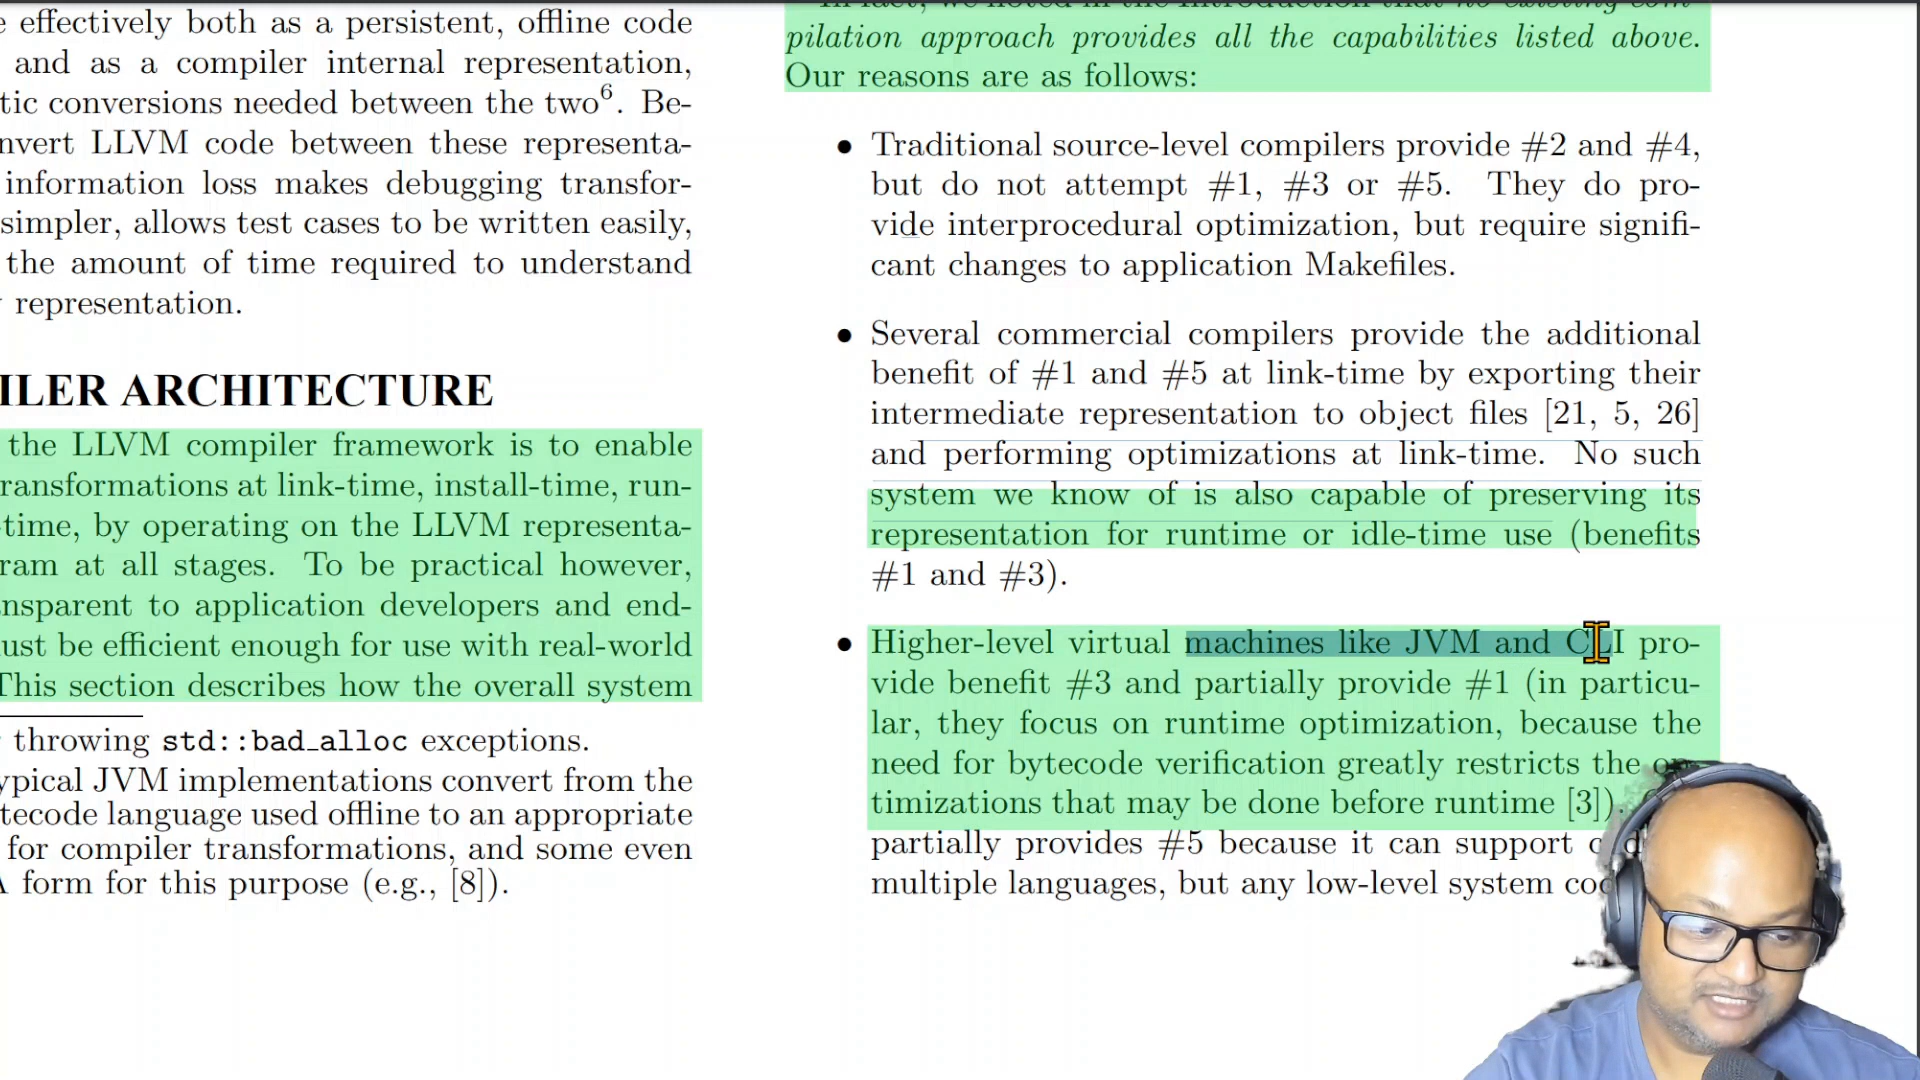 e effectively both as a persistent, offline code
and as a compiler internal representation,
tic conversions needed between the two6. Be-
nvert LLVM code between these representa-
information loss makes debugging transfor-
simpler, allows test cases to be written easily,
the amount of time required to understand
representation.
ILER ARCHITECTURE
the LLVM compiler framework is to enable
ransformations at link-time, install-time, run-
-time, by operating on the LLVM representa-
ram at all stages. To be practical however,
nsparent to application developers and end-
ust be efficient enough for use with real-world
This section describes how the overall system
throwing std::bad_alloc exceptions.
ypical JVM implementations convert from the
tecode language used offline to an appropriate
for compiler transformations, and some even
A form for this purpose (e.g., [8]).
In fact, we noted in the introduction that no existing com-
pilation approach provides all the capabilities listed above.
Our reasons are as follows:
• Traditional source-level compilers provide #2 and #4,
but do not attempt #1, #3 or #5. They do pro-
vide interprocedural optimization, but require signifi-
cant changes to application Makefiles.
• Several commercial compilers provide the additional
benefit of #1 and #5 at link-time by exporting their
intermediate representation to object files [21, 5, 26]
and performing optimizations at link-time. No such
system we know of is also capable of preserving its
representation for runtime or idle-time use (benefits
#1 and #3).
• Higher-level virtual machines like JVM and CLI pro-
vide benefit #3 and partially provide #1 (in particu-
lar, they focus on runtime optimization, because the
need for bytecode verification greatly restricts the
timizations that may be done before runtime [3]).
partially provides #5 because it can support
multiple languages, but any low-level system